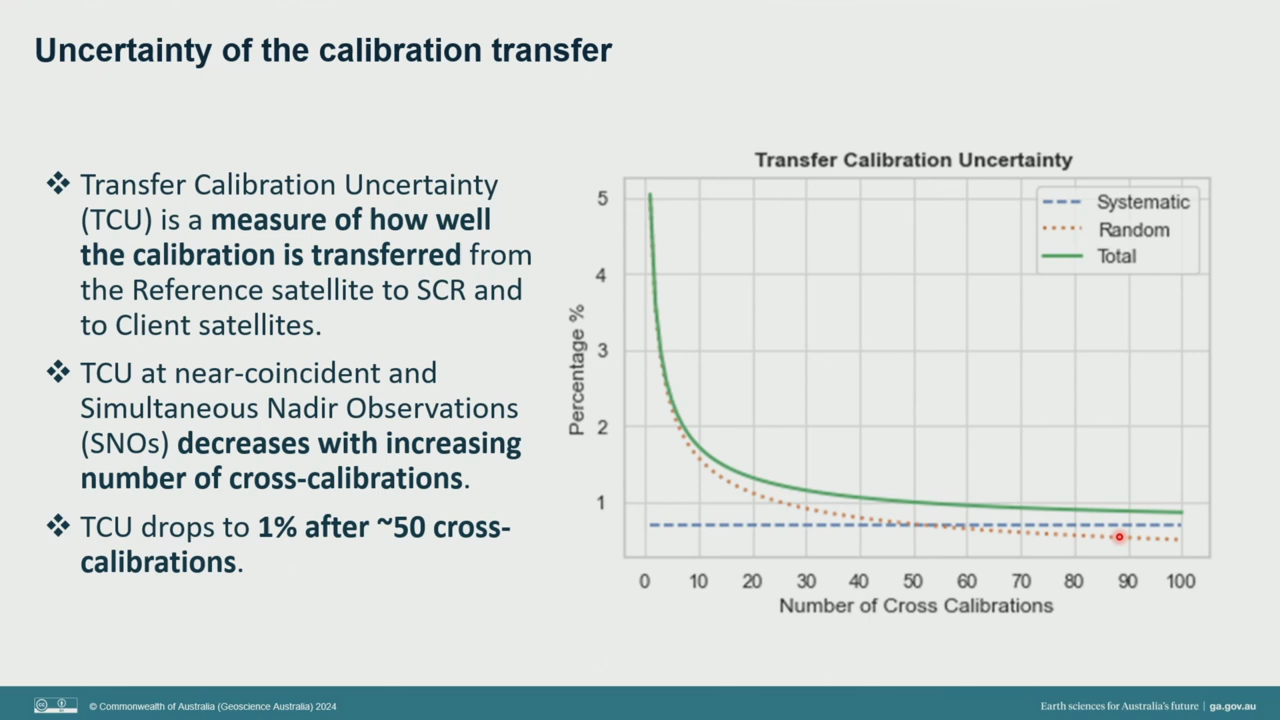 Uncertainty of the calibration transfer
❖ Transfer Calibration Uncertainty
(TCU) is a measure of how well
the calibration is transferred from
the Reference satellite to SCR and
to Client satellites.
❖ TCU at near-coincident and
Simultaneous Nadir Observations
(SNOs) decreases with increasing
number of cross-calibrations.
❖ TCU drops to 1% after ~50 cross-
calibrations.
Transfer Calibration Uncertainty
Systematic
Random
Total
Percentage %
5
4
3
2
1
0 10 20 30 40 50 60 70 80 90 100
Number of Cross Calibrations
© Commonwealth of Australia (Geoscience Australia) 2024
Earth sciences for Australia's future | ga.gov.au